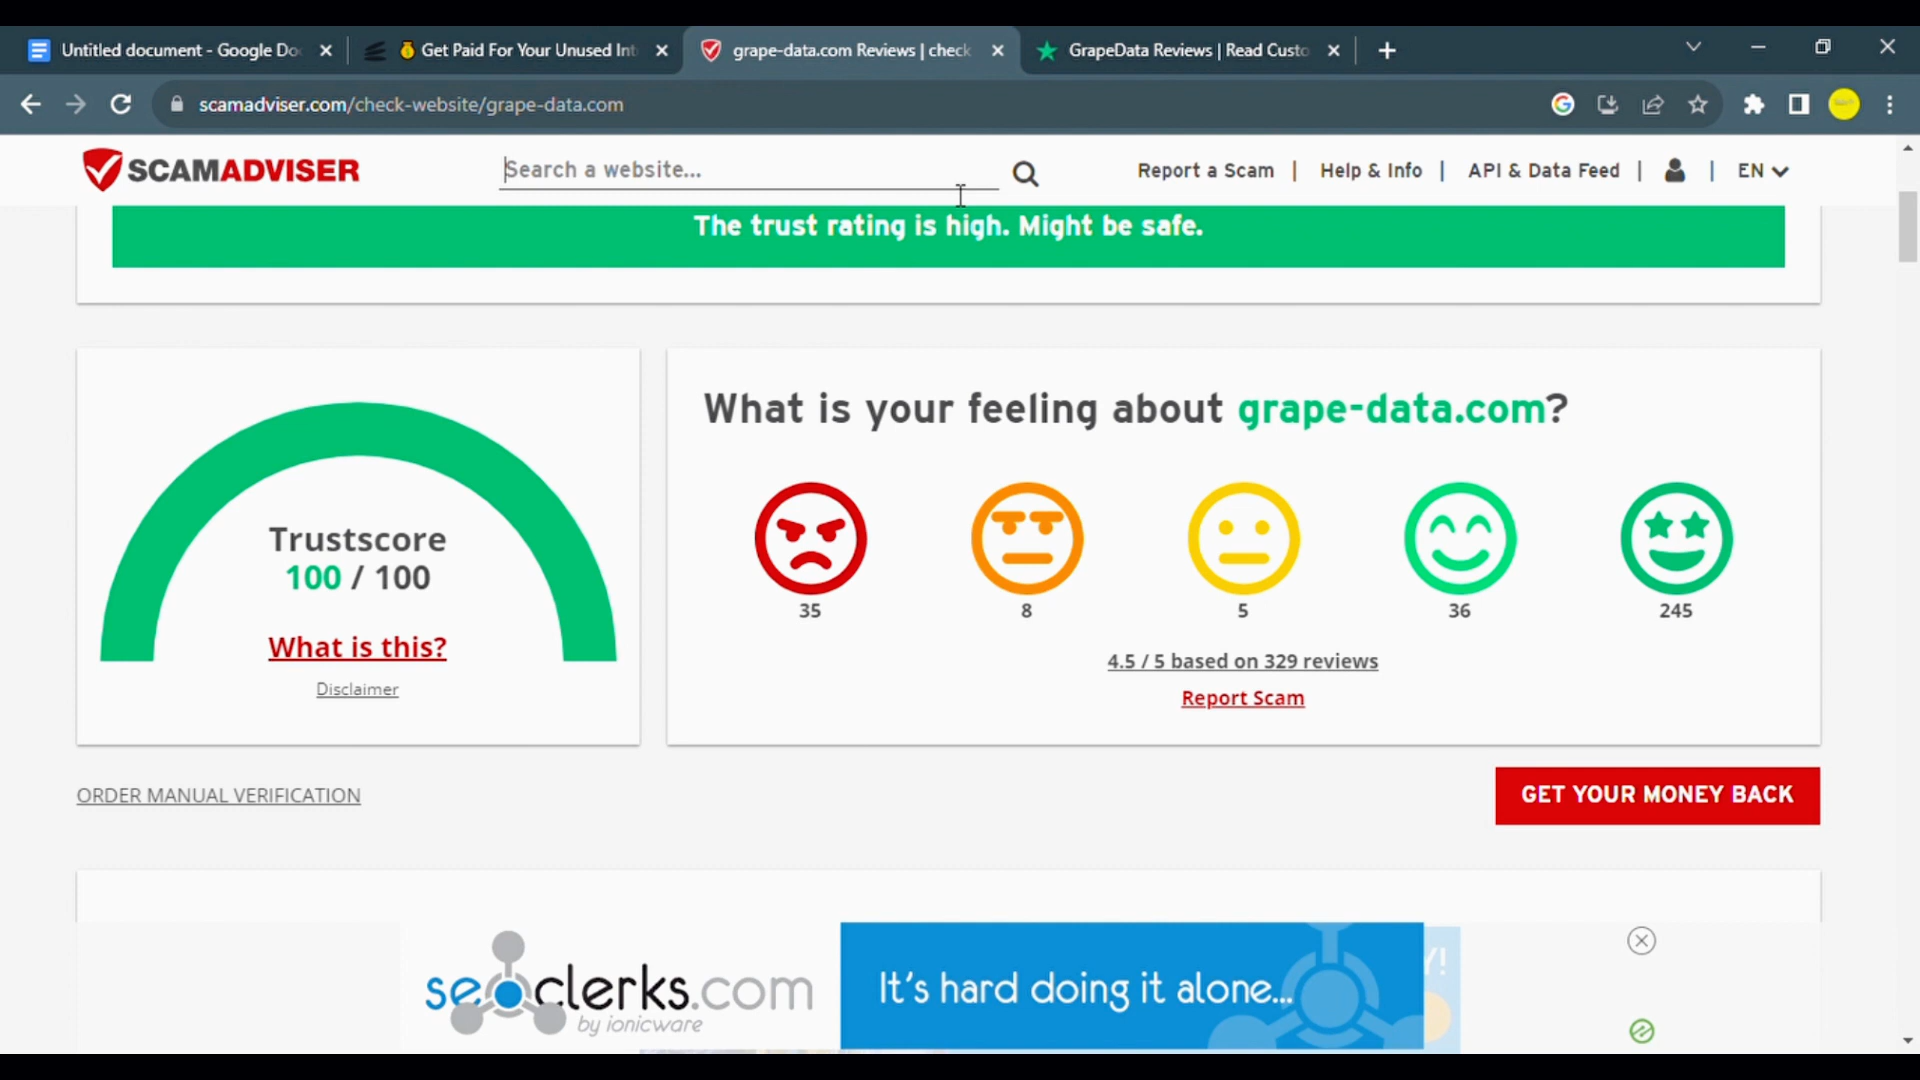 Untitled document - Google Do
Get Paid For Your Unused Int
grape-data.com Reviews | check
GrapeData Reviews | Read Custo
scamadviser.com/check-website/grape-data.com
SCAMADVISER
Search a website...
Report a Scam | Help & Info | API & Data Feed | | EN
The trust rating is high. Might be safe.
Trustscore
100 / 100
What is this?
Disclaimer
What is your feeling about grape-data.com?
35 8 5 36 245
4.5 / 5 based on 329 reviews
Report Scam
ORDER MANUAL VERIFICATION
GET YOUR MONEY BACK
seoclerks.com
by ionicware
It's hard doing it alone...
Y!